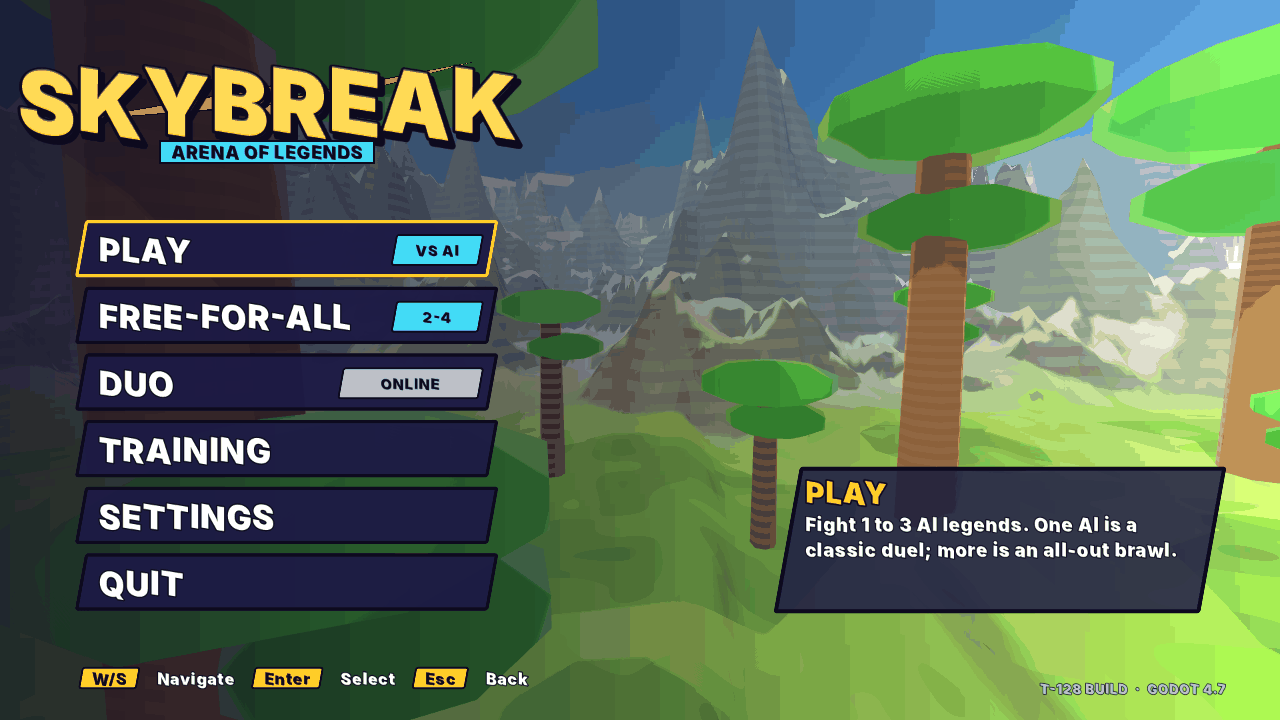 SKYBREAK
ARENA OF LEGENDS
PLAY VS AI
FREE-FOR-ALL 2-4
DUO ONLINE
TRAINING
SETTINGS
QUIT
PLAY
Fight 1 to 3 AI legends. One AI is a
classic duel; more is an all-out brawl.
W/S Navigate Enter Select Esc Back
T-128 BUILD · GODOT 4.7